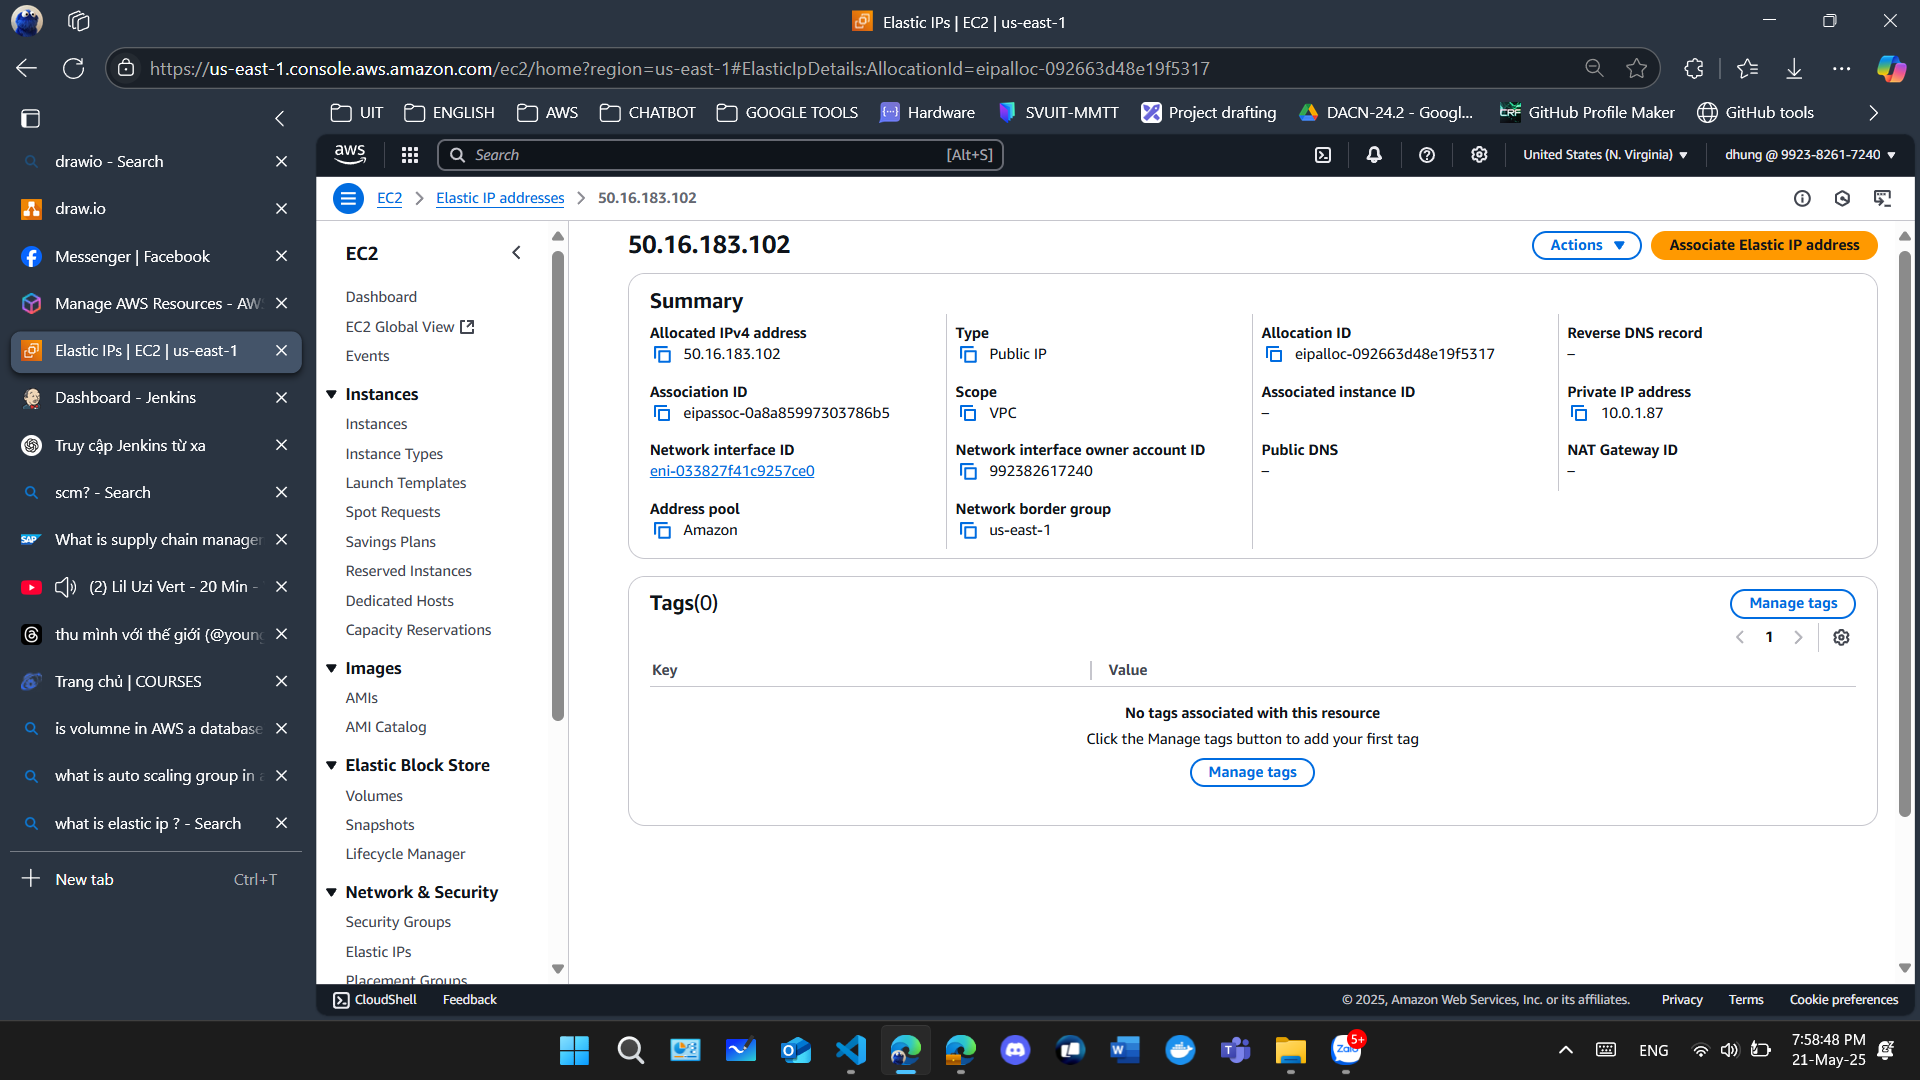 Elastic IPs | EC2 | us-east-1
https://us-east-1.console.aws.amazon.com/ec2/home?region=us-east-1#ElasticIpDetails:AllocationId=eipalloc-092663d48e19f5317
UIT ENGLISH AWS CHATBOT GOOGLE TOOLS Hardware SVUIT-MMTT Project drafting DACN-24.2 - Googl... GitHub Profile Maker GitHub tools
drawio - Search
draw.io
Messenger | Facebook
Manage AWS Resources - AW
Elastic IPs | EC2 | us-east-1
Dashboard - Jenkins
Truy cập Jenkins từ xa
scm? - Search
What is supply chain manager
(2) Lil Uzi Vert - 20 Min -
thu mình với thế giới (@young
Trang chủ | COURSES
is volumne in AWS a database
what is auto scaling group in a
what is elastic ip ? - Search
New tab Ctrl+T
aws Search [Alt+S] United States (N. Virginia) dhung @ 9923-8261-7240
EC2 Elastic IP addresses 50.16.183.102
EC2
Dashboard
EC2 Global View
Events
Instances
Instances
Instance Types
Launch Templates
Spot Requests
Savings Plans
Reserved Instances
Dedicated Hosts
Capacity Reservations
Images
AMIs
AMI Catalog
Elastic Block Store
Volumes
Snapshots
Lifecycle Manager
Network & Security
Security Groups
Elastic IPs
Placement Groups
50.16.183.102 Actions Associate Elastic IP address
Summary
Allocated IPv4 address
50.16.183.102
Type
Public IP
Allocation ID
eipalloc-092663d48e19f5317
Reverse DNS record
–
Association ID
eipassoc-0a8a85997303786b5
Scope
VPC
Associated instance ID
–
Private IP address
10.0.1.87
Network interface ID
eni-033827f41c9257ce0
Network interface owner account ID
992382617240
Public DNS
–
NAT Gateway ID
–
Address pool
Amazon
Network border group
us-east-1
Tags(0) Manage tags
1
Key Value
No tags associated with this resource
Click the Manage tags button to add your first tag
Manage tags
CloudShell Feedback © 2025, Amazon Web Services, Inc. or its affiliates. Privacy Terms Cookie preferences
Zalo 5+
ENG
7:58:48 PM
21-May-25